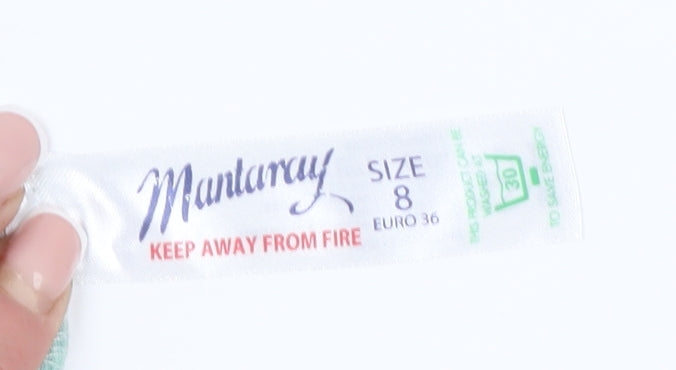 Mantaray
KEEP AWAY FROM FIRE
SIZE
8
EURO 36
THIS PRODUCT CAN BE
WASHED AT
30
TO SAVE ENERGY